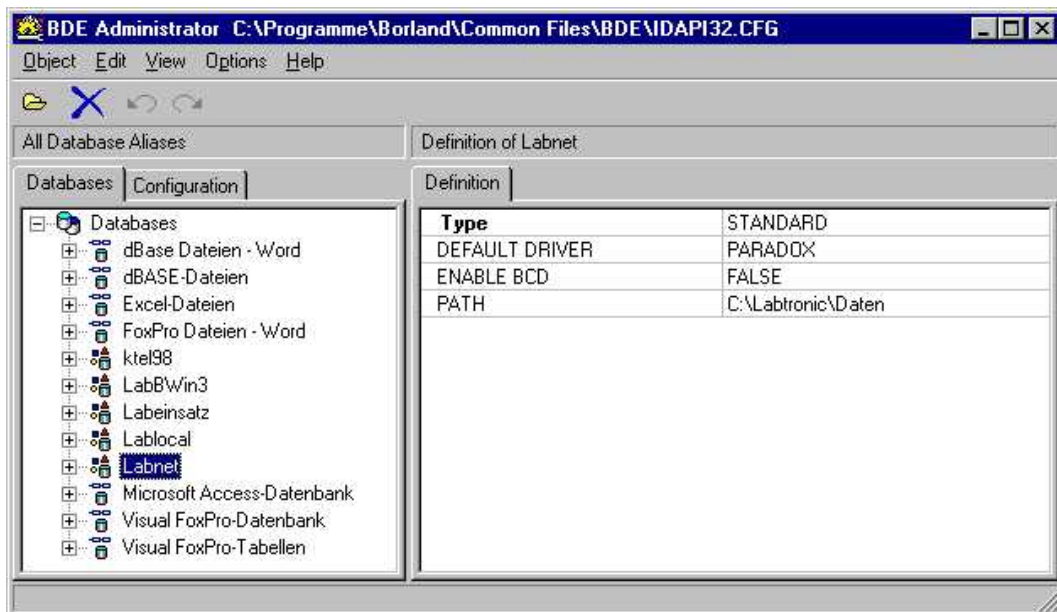 BDE Administrator C:\Programme\Borland\Common Files\BDE\IDAPI32.CFG
Object Edit View Options Help
All Database Aliases
Definition of Labnet
Databases Configuration
Definition
Databases
dBase Dateien - Word
dBASE-Dateien
Excel-Dateien
FoxPro Dateien - Word
ktel98
LabBWin3
Labeinsatz
Lablocal
Labnet
Microsoft Access-Datenbank
Visual FoxPro-Datenbank
Visual FoxPro-Tabellen
Type STANDARD
DEFAULT DRIVER PARADOX
ENABLE BCD FALSE
PATH C:\Labtronic\Daten